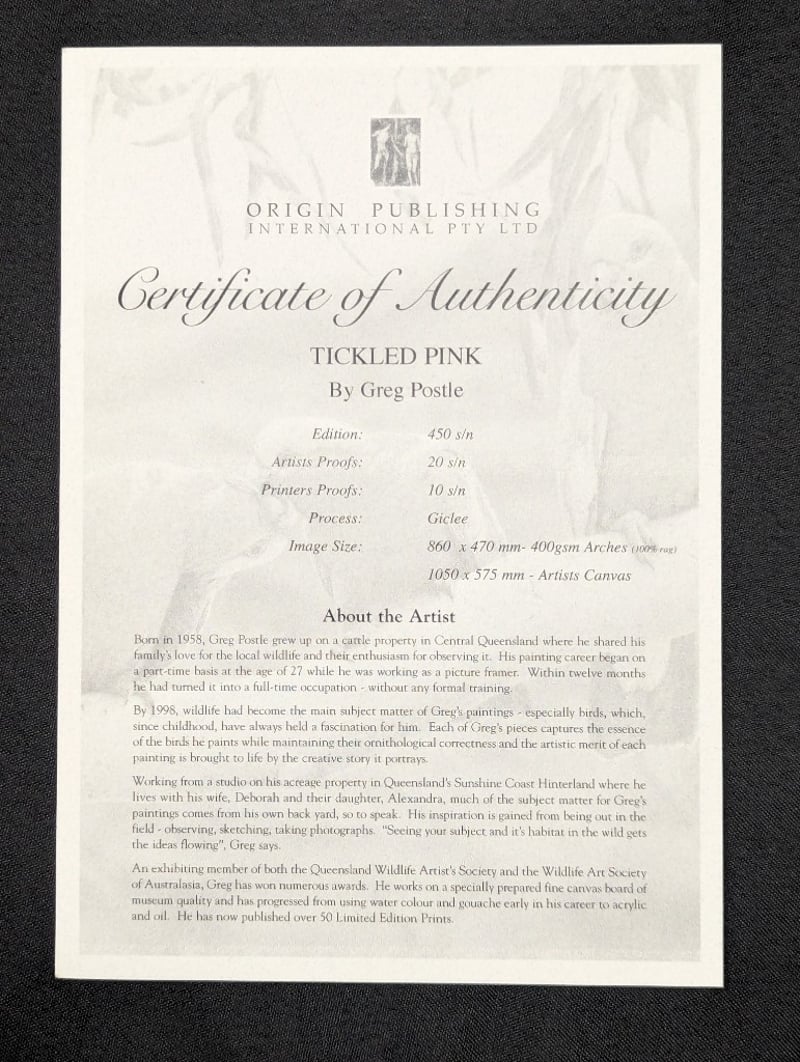 ORIGIN PUBLISHING
INTERNATIONAL PTY LTD
Certificate of Authenticity
TICKLED PINK
By Greg Postle
Edition: 450 s/n
Artists Proofs: 20 s/n
Printers Proofs: 10 s/n
Process: Giclee
Image Size: 860 x 470 mm- 400gsm Arches (100% rag)
1050 x 575 mm - Artists Canvas
About the Artist
Born in 1958, Greg Postle grew up on a cattle property in Central Queensland where he shared his
family's love for the local wildlife and their enthusiasm for observing it. His painting career began on
a part-time basis at the age of 27 while he was working as a picture framer. Within twelve months
he had turned it into a full-time occupation - without any formal training.
By 1998, wildlife had become the main subject matter of Greg's paintings - especially birds, which,
since childhood, have always held a fascination for him. Each of Greg's pieces captures the essence
of the birds he paints while maintaining their ornithological correctness and the artistic merit of each
painting is brought to life by the creative story it portrays.
Working from a studio on his acreage property in Queensland's Sunshine Coast Hinterland where he
lives with his wife, Deborah and their daughter, Alexandra, much of the subject matter for Greg's
paintings comes from his own back yard, so to speak. His inspiration is gained from being out in the
field - observing, sketching, taking photographs. "Seeing your subject and it's habitat in the wild gets
the ideas flowing", Greg says.
An exhibiting member of both the Queensland Wildlife Artist's Society and the Wildlife Art Society
of Australasia, Greg has won numerous awards. He works on a specially prepared fine canvas board of
museum quality and has progressed from using water colour and gouache early in his career to acrylic
and oil. He has now published over 50 Limited Edition Prints.